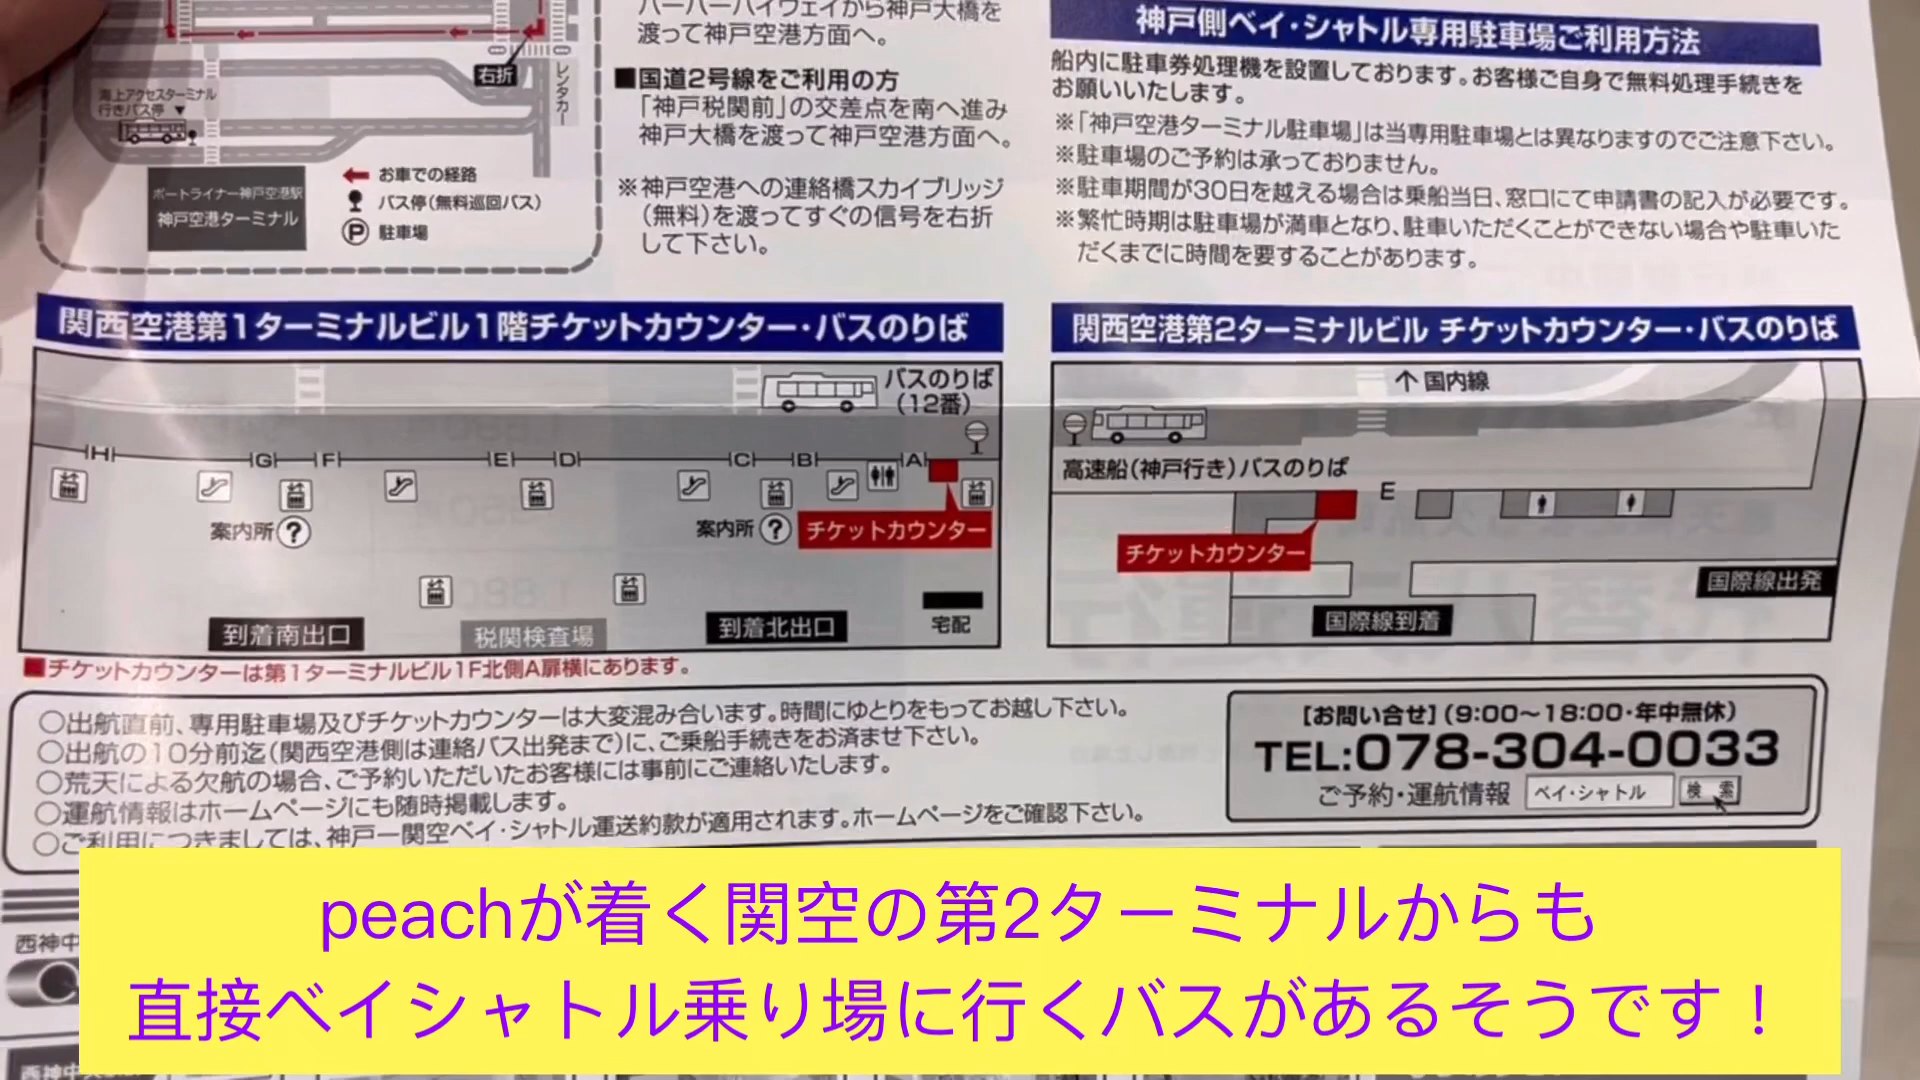 ハーバーハイウェイから神戸大橋を
渡って神戸空港方面へ。
■国道2号線をご利用の方
「神戸税関前」の交差点を南へ進み
神戸大橋を渡って神戸空港方面へ。
※神戸空港への連絡橋スカイブリッジ
(無料)を渡ってすぐの信号を右折
して下さい。
右折
レンタカー
海上アクセスターミナル
行きバス停▼
ポートライナー神戸空港駅
神戸空港ターミナル
お車での経路
バス停(無料巡回バス)
P 駐車場
神戸側ベイ・シャトル専用駐車場ご利用方法
船内に駐車券処理機を設置しております。お客様ご自身で無料処理手続きを
お願いいたします。
※「神戸空港ターミナル駐車場」は当専用駐車場とは異なりますのでご注意下さい。
※駐車場のご予約は承っておりません。
※駐車期間が30日を越える場合は乗船当日、窓口にて申請書の記入が必要です。
※繁忙時期は駐車場が満車となり、駐車いただくことができない場合や駐車いた
だくまでに時間を要することがあります。
関西空港第1ターミナルビル1階チケットカウンター・バスのりば
バスのりば
(12番)
H G F E D C B A
案内所 ?
案内所 ?
チケットカウンター
到着南出口
税関検査場
到着北出口
宅配
■チケットカウンターは第1ターミナルビル1F北側A扉横にあります。
関西空港第2ターミナルビル チケットカウンター・バスのりば
↑国内線
高速船(神戸行き)バスのりば
E
チケットカウンター
国際線出発
国際線到着
○出航直前、専用駐車場及びチケットカウンターは大変混み合います。時間にゆとりをもってお越し下さい。
○出航の10分前迄(関西空港側は連絡バス出発まで)に、ご乗船手続きをお済ませ下さい。
○荒天による欠航の場合、ご予約いただいたお客様には事前にご連絡いたします。
○運航情報はホームページにも随時掲載します。
○ご利用につきましては、神戸ー関空ベイ・シャトル運送約款が適用されます。ホームページをご確認下さい。
【お問い合せ】(9:00〜18:00・年中無休)
TEL:078-304-0033
ご予約・運航情報 ベイ・シャトル 検索
西神中
西神中
peachが着く関空の第2ターミナルからも
直接ベイシャトル乗り場に行くバスがあるそうです！